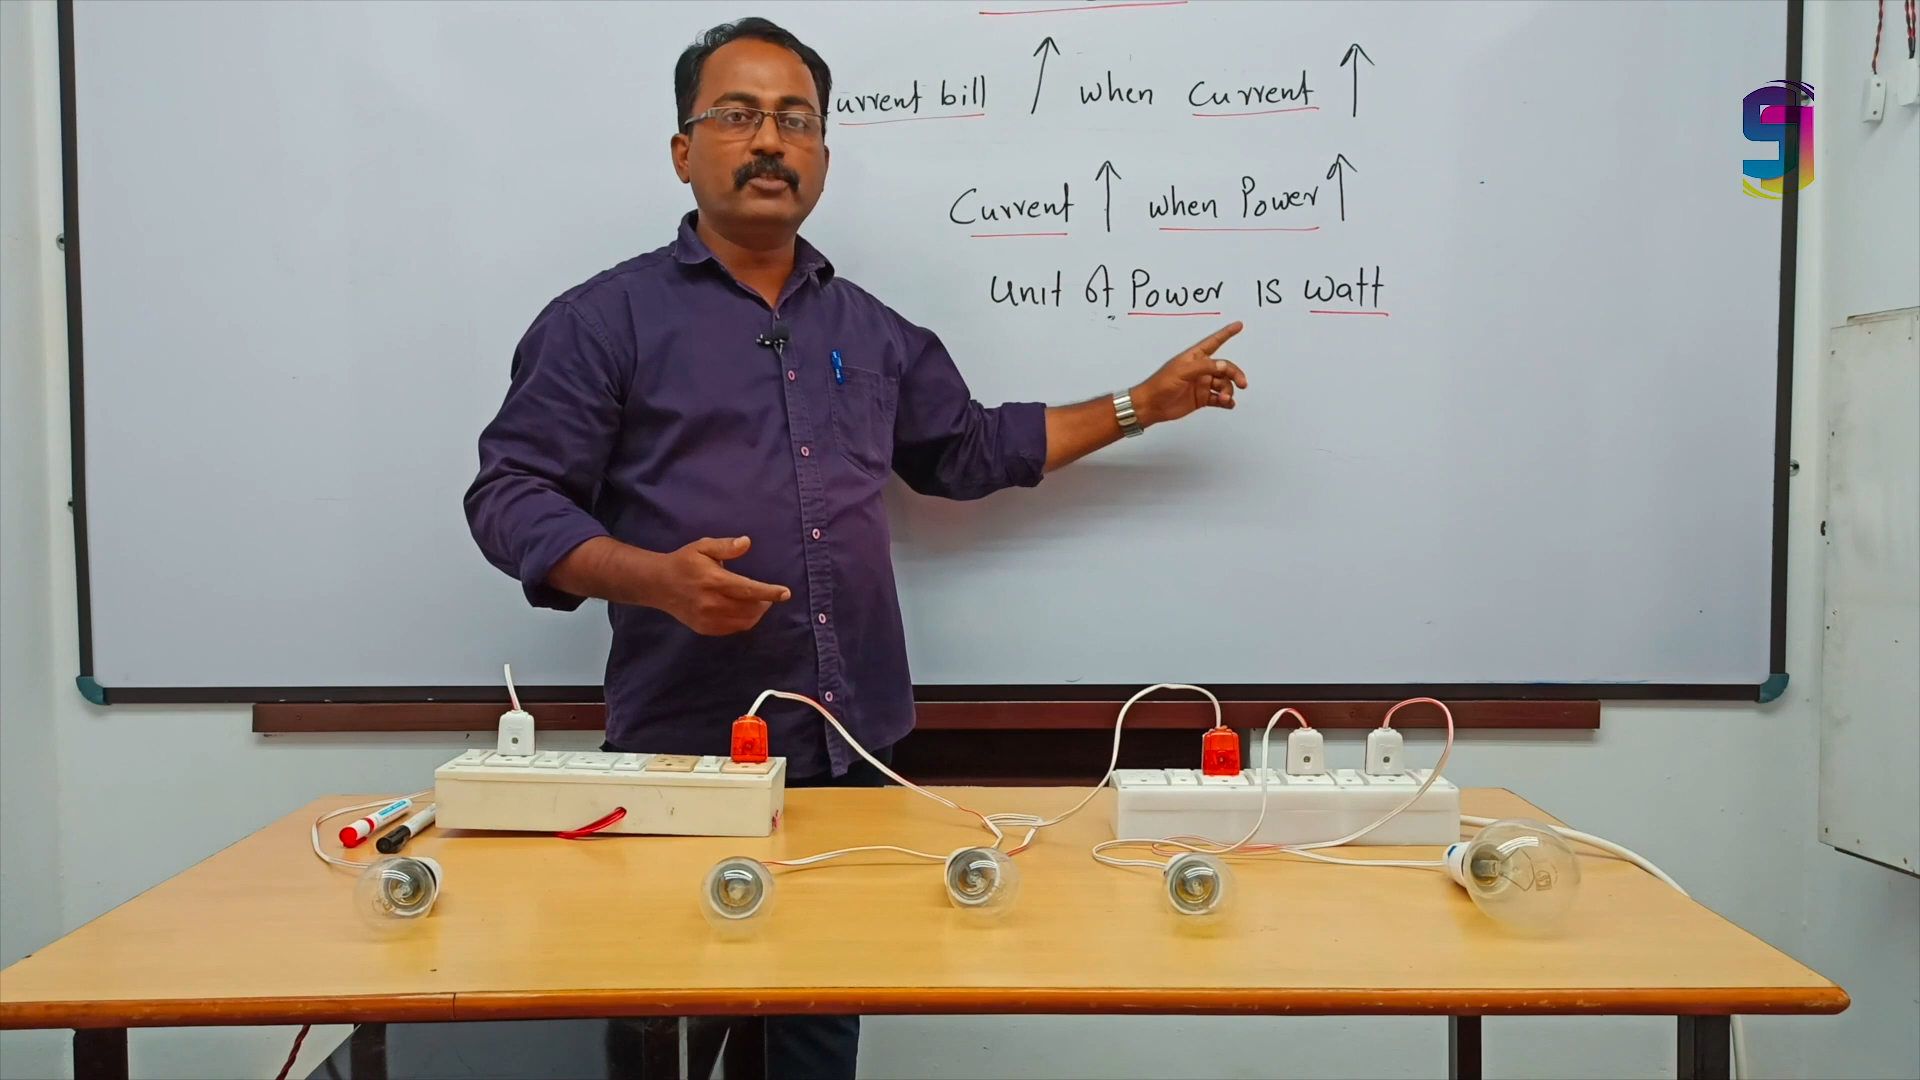 urrent bill ↑ when Current ↑
Current ↑ when Power ↑
Unit of Power is Watt